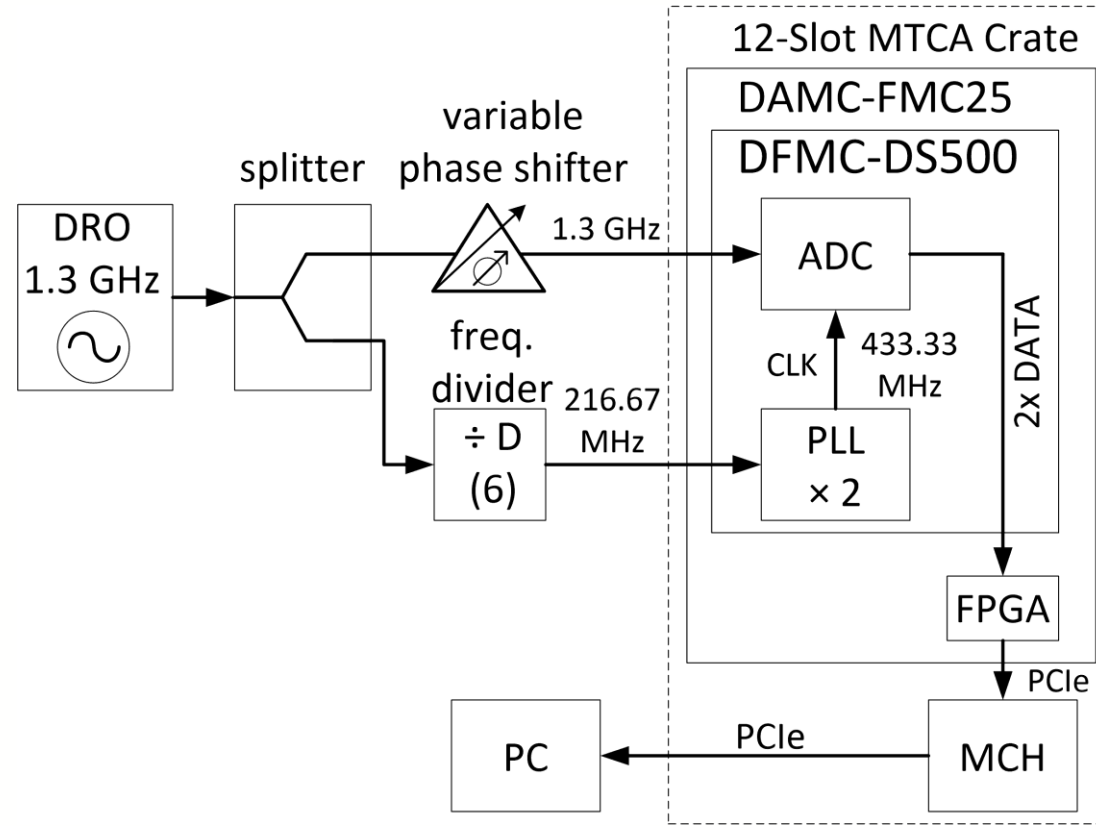 12-Slot MTCA Crate
DAMC-FMC25
DFMC-DS500
variable
phase shifter
splitter
DRO
1.3 GHz
1.3 GHz
ADC
freq.
divider
÷ D
(6)
216.67
MHz
CLK
433.33
MHz
PLL
× 2
2x DATA
FPGA
PCIe
MCH
PCIe
PC